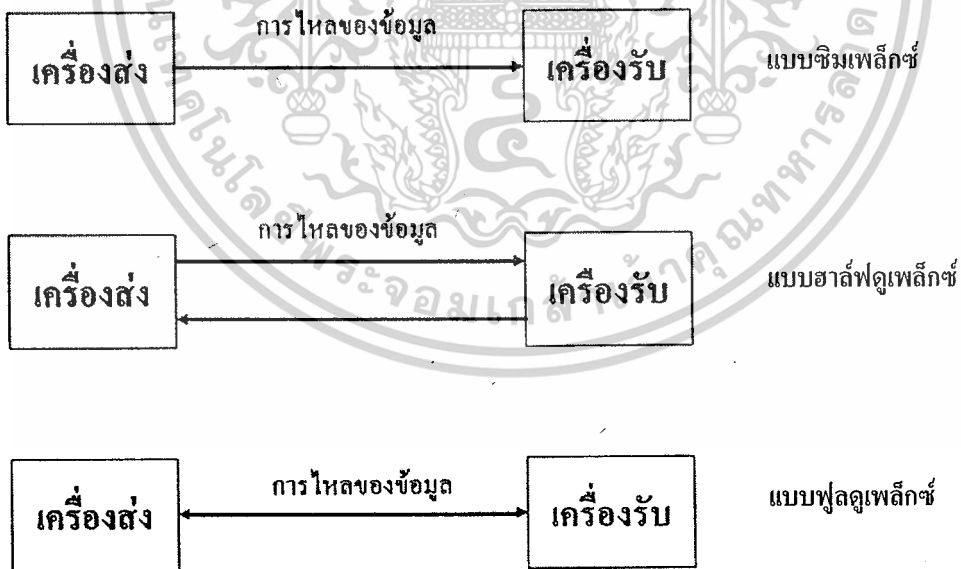 การไหลของข้อมูล
เครื่องส่ง เครื่องรับ แบบซิมเพล็กซ์
การไหลของข้อมูล
เครื่องส่ง เครื่องรับ แบบฮาล์ฟดูเพล็กซ์
การไหลของข้อมูล
เครื่องส่ง เครื่องรับ แบบฟูลดูเพล็กซ์